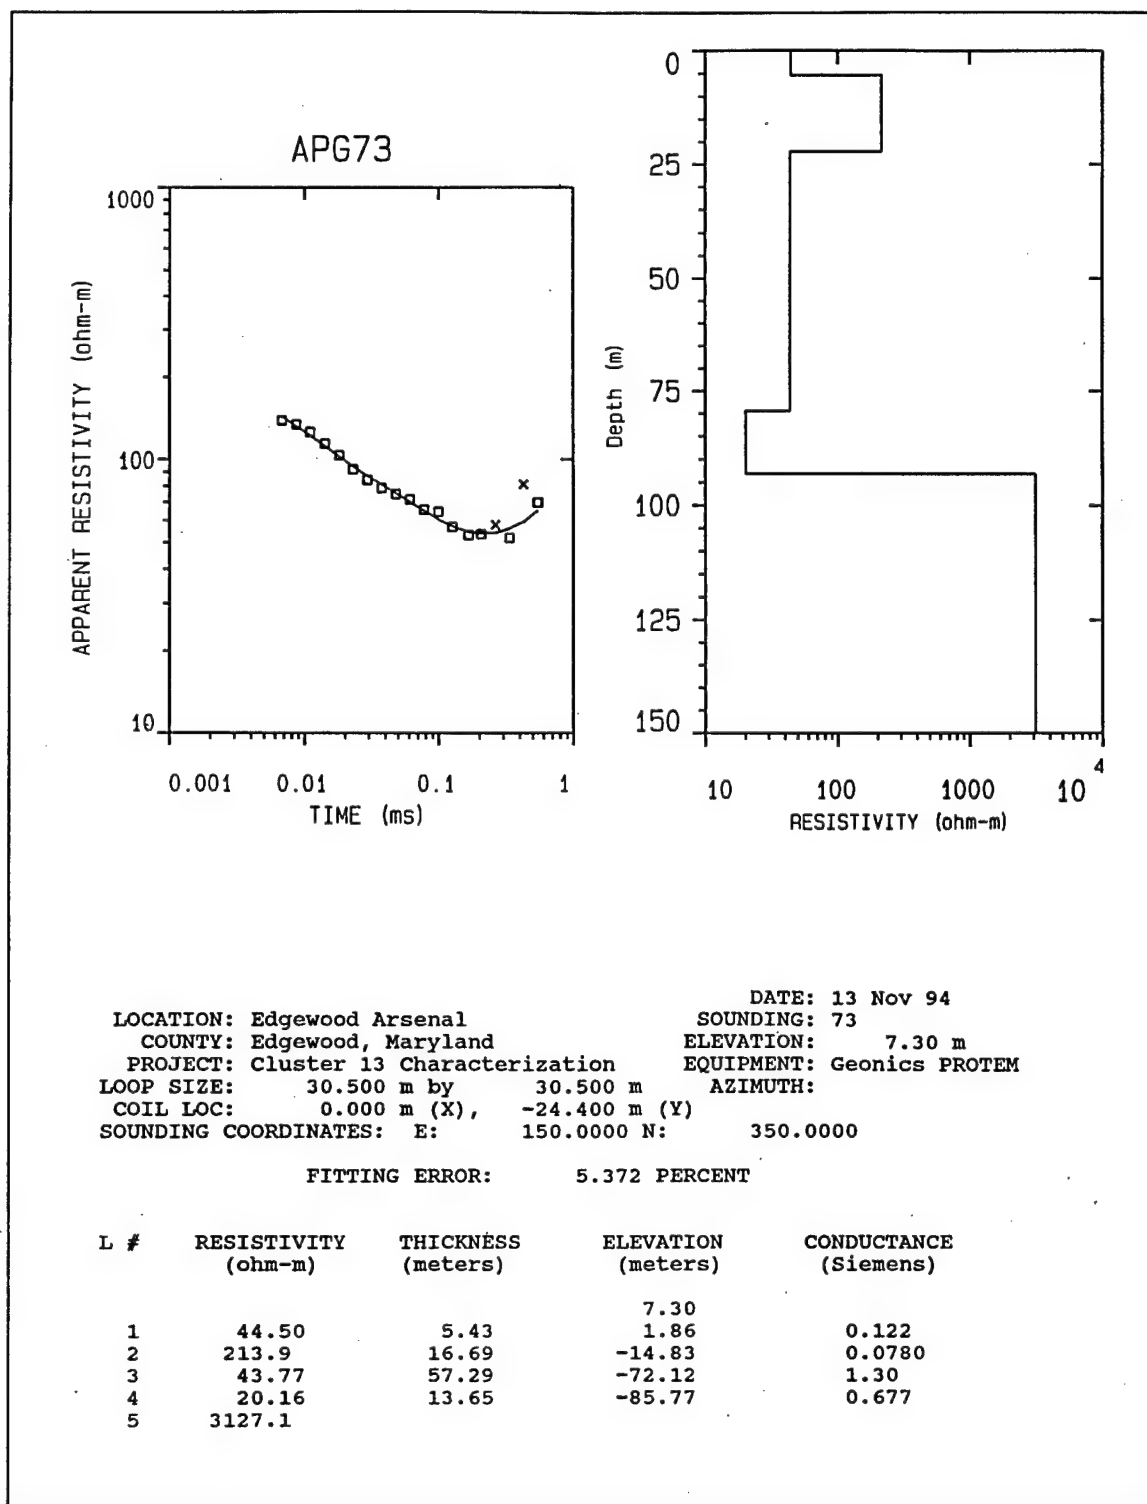 APG73
1000
100
10
APPARENT RESISTIVITY (ohm-m)
0.001 0.01 0.1 1
TIME (ms)
0
25
50
75
100
125
150
Depth (m)
10 100 1000 10 4
RESISTIVITY (ohm-m)
DATE: 13 Nov 94
LOCATION: Edgewood Arsenal SOUNDING: 73
COUNTY: Edgewood, Maryland ELEVATION: 7.30 m
PROJECT: Cluster 13 Characterization EQUIPMENT: Geonics PROTEM
LOOP SIZE: 30.500 m by 30.500 m AZIMUTH:
COIL LOC: 0.000 m (X), -24.400 m (Y)
SOUNDING COORDINATES: E: 150.0000 N: 350.0000
FITTING ERROR: 5.372 PERCENT
L # RESISTIVITY THICKNESS ELEVATION CONDUCTANCE
(ohm-m) (meters) (meters) (Siemens)
7.30
1 44.50 5.43 1.86 0.122
2 213.9 16.69 -14.83 0.0780
3 43.77 57.29 -72.12 1.30
4 20.16 13.65 -85.77 0.677
5 3127.1